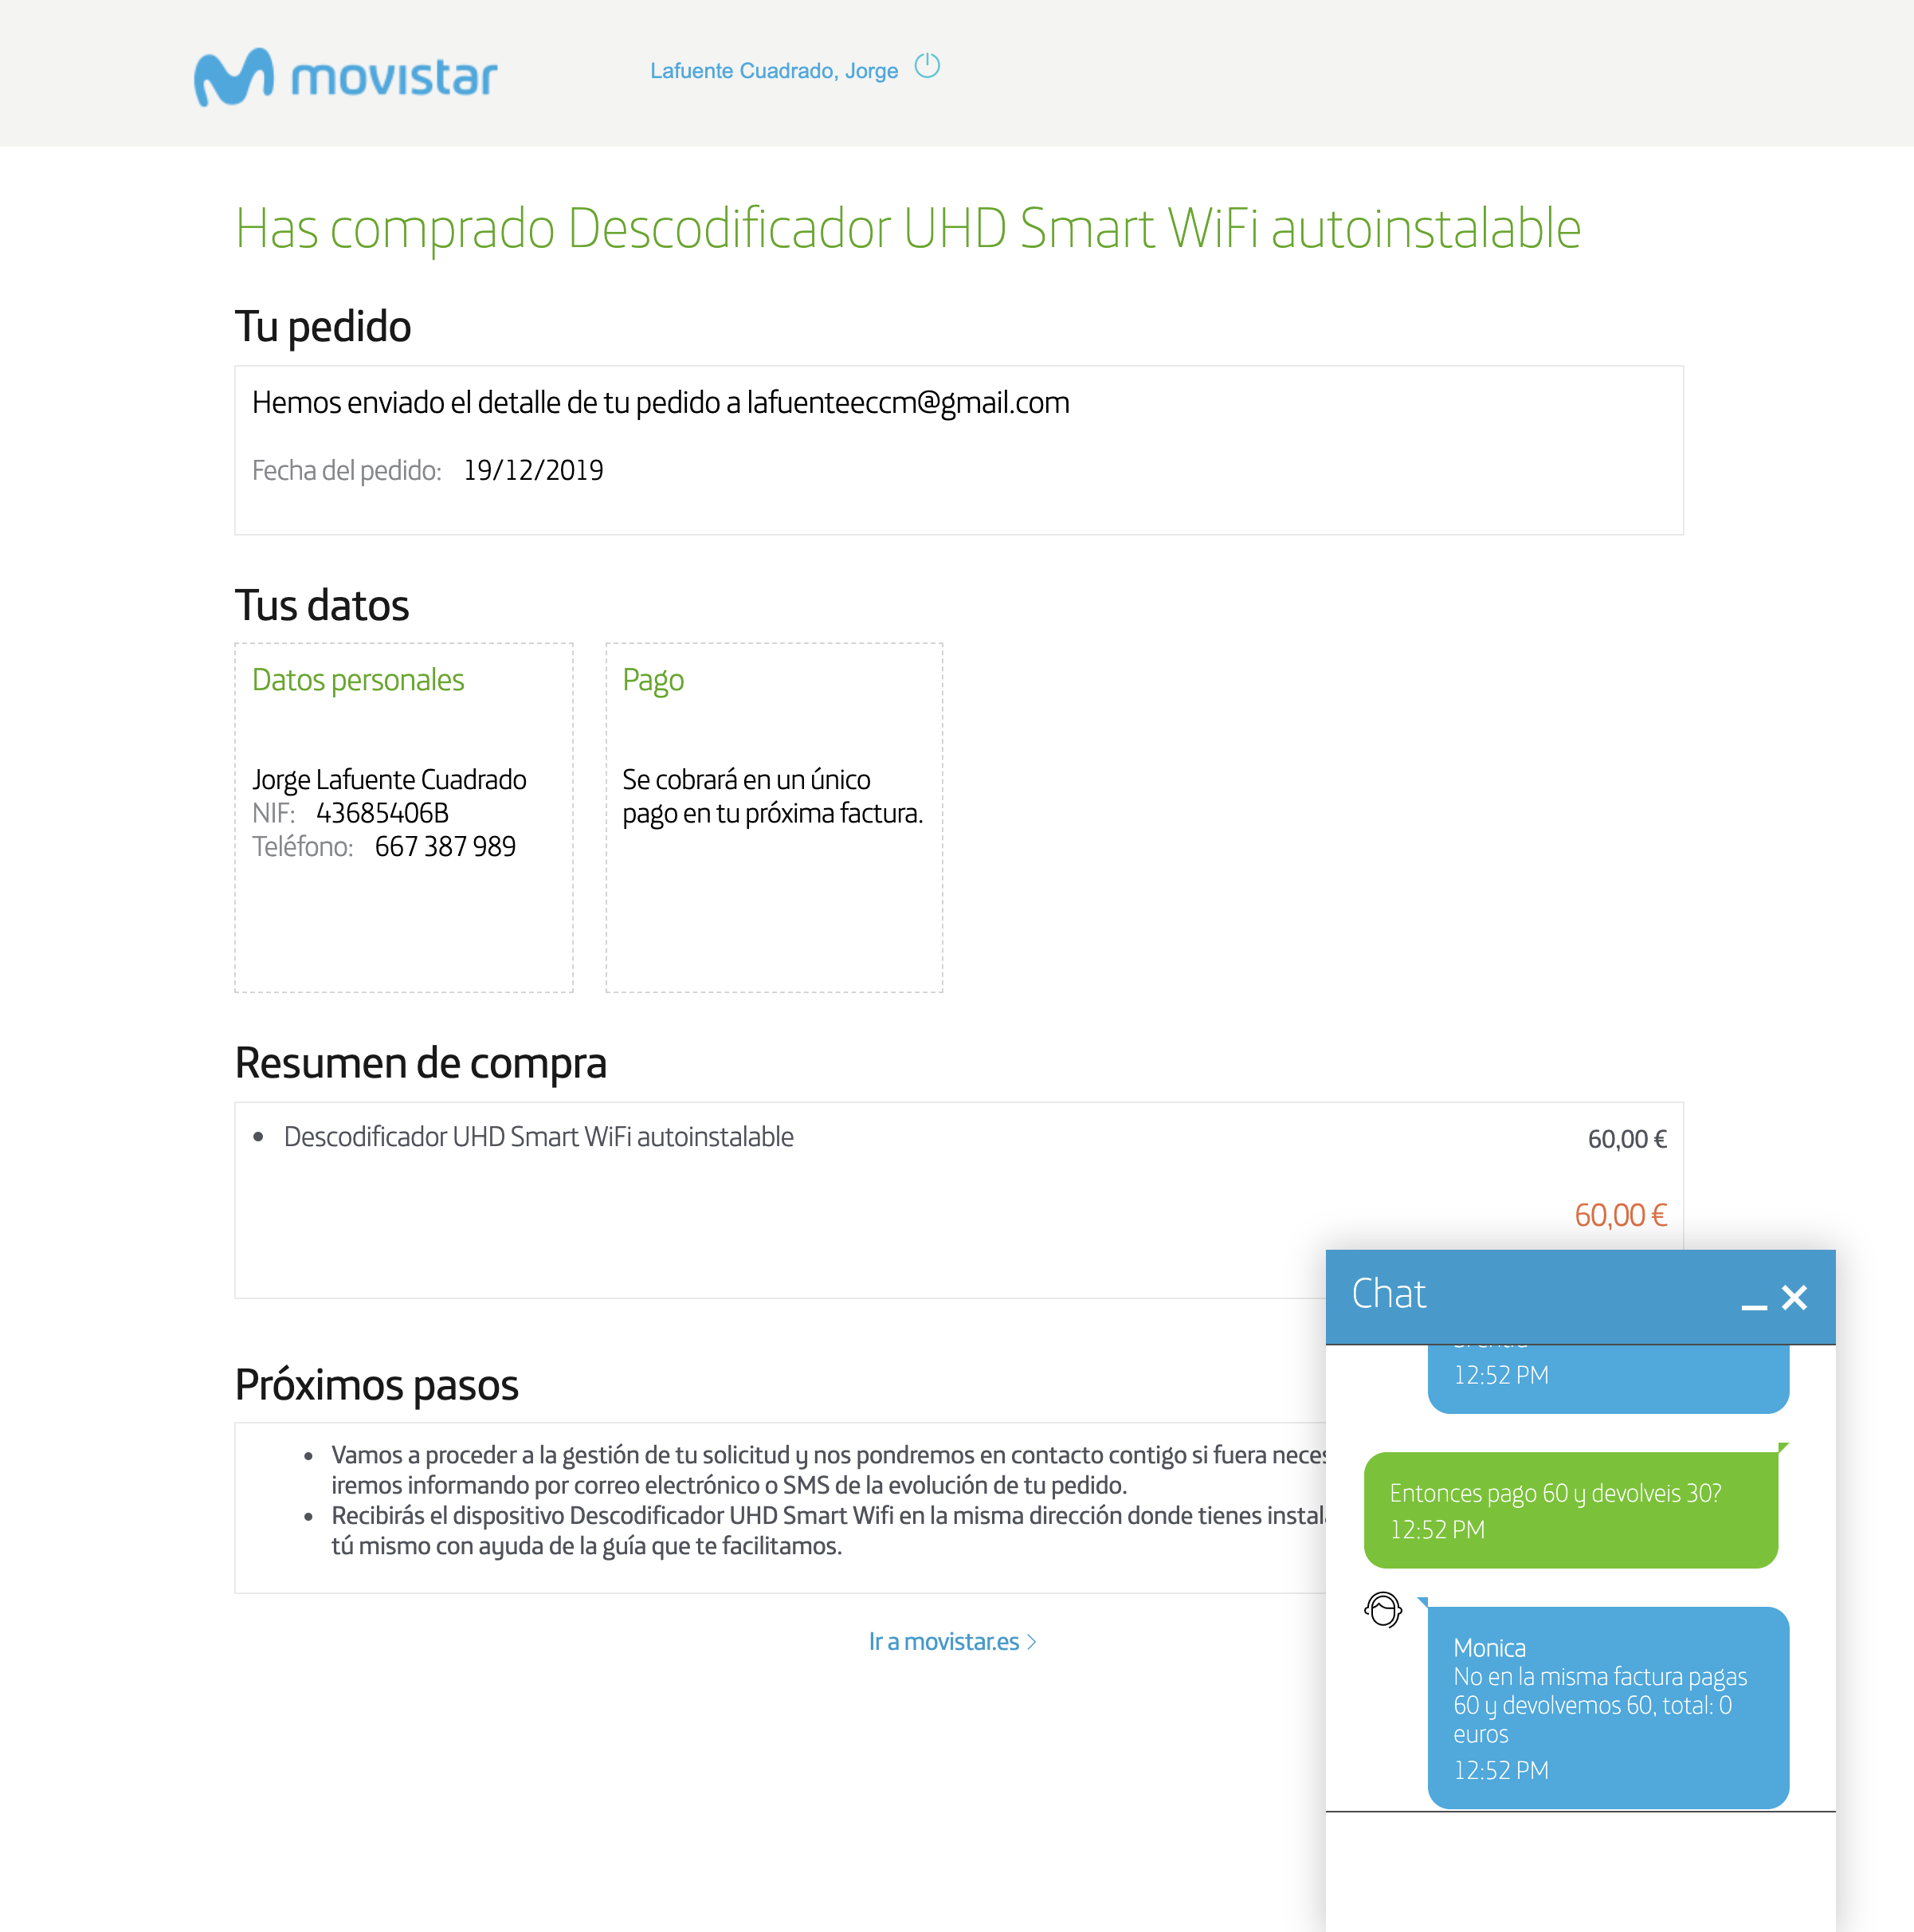 movistar
Lafuente Cuadrado, Jorge
Has comprado Descodificador UHD Smart WiFi autoinstalable
Tu pedido
Hemos enviado el detalle de tu pedido a lafuenteeccm@gmail.com
Fecha del pedido: 19/12/2019
Tus datos
Datos personales
Jorge Lafuente Cuadrado
NIF: 43685406B
Teléfono: 667 387 989
Pago
Se cobrará en un único
pago en tu próxima factura.
Resumen de compra
Descodificador UHD Smart WiFi autoinstalable 60,00 €
60,00 €
Próximos pasos
Vamos a proceder a la gestión de tu solicitud y nos pondremos en contacto contigo si fuera neces
iremos informando por correo electrónico o SMS de la evolución de tu pedido.
Recibirás el dispositivo Descodificador UHD Smart Wifi en la misma dirección donde tienes instal
tú mismo con ayuda de la guía que te facilitamos.
Ir a movistar.es >
Chat
12:52 PM
Entonces pago 60 y devolveis 30?
12:52 PM
Monica
No en la misma factura pagas
60 y devolvemos 60, total: 0
euros
12:52 PM